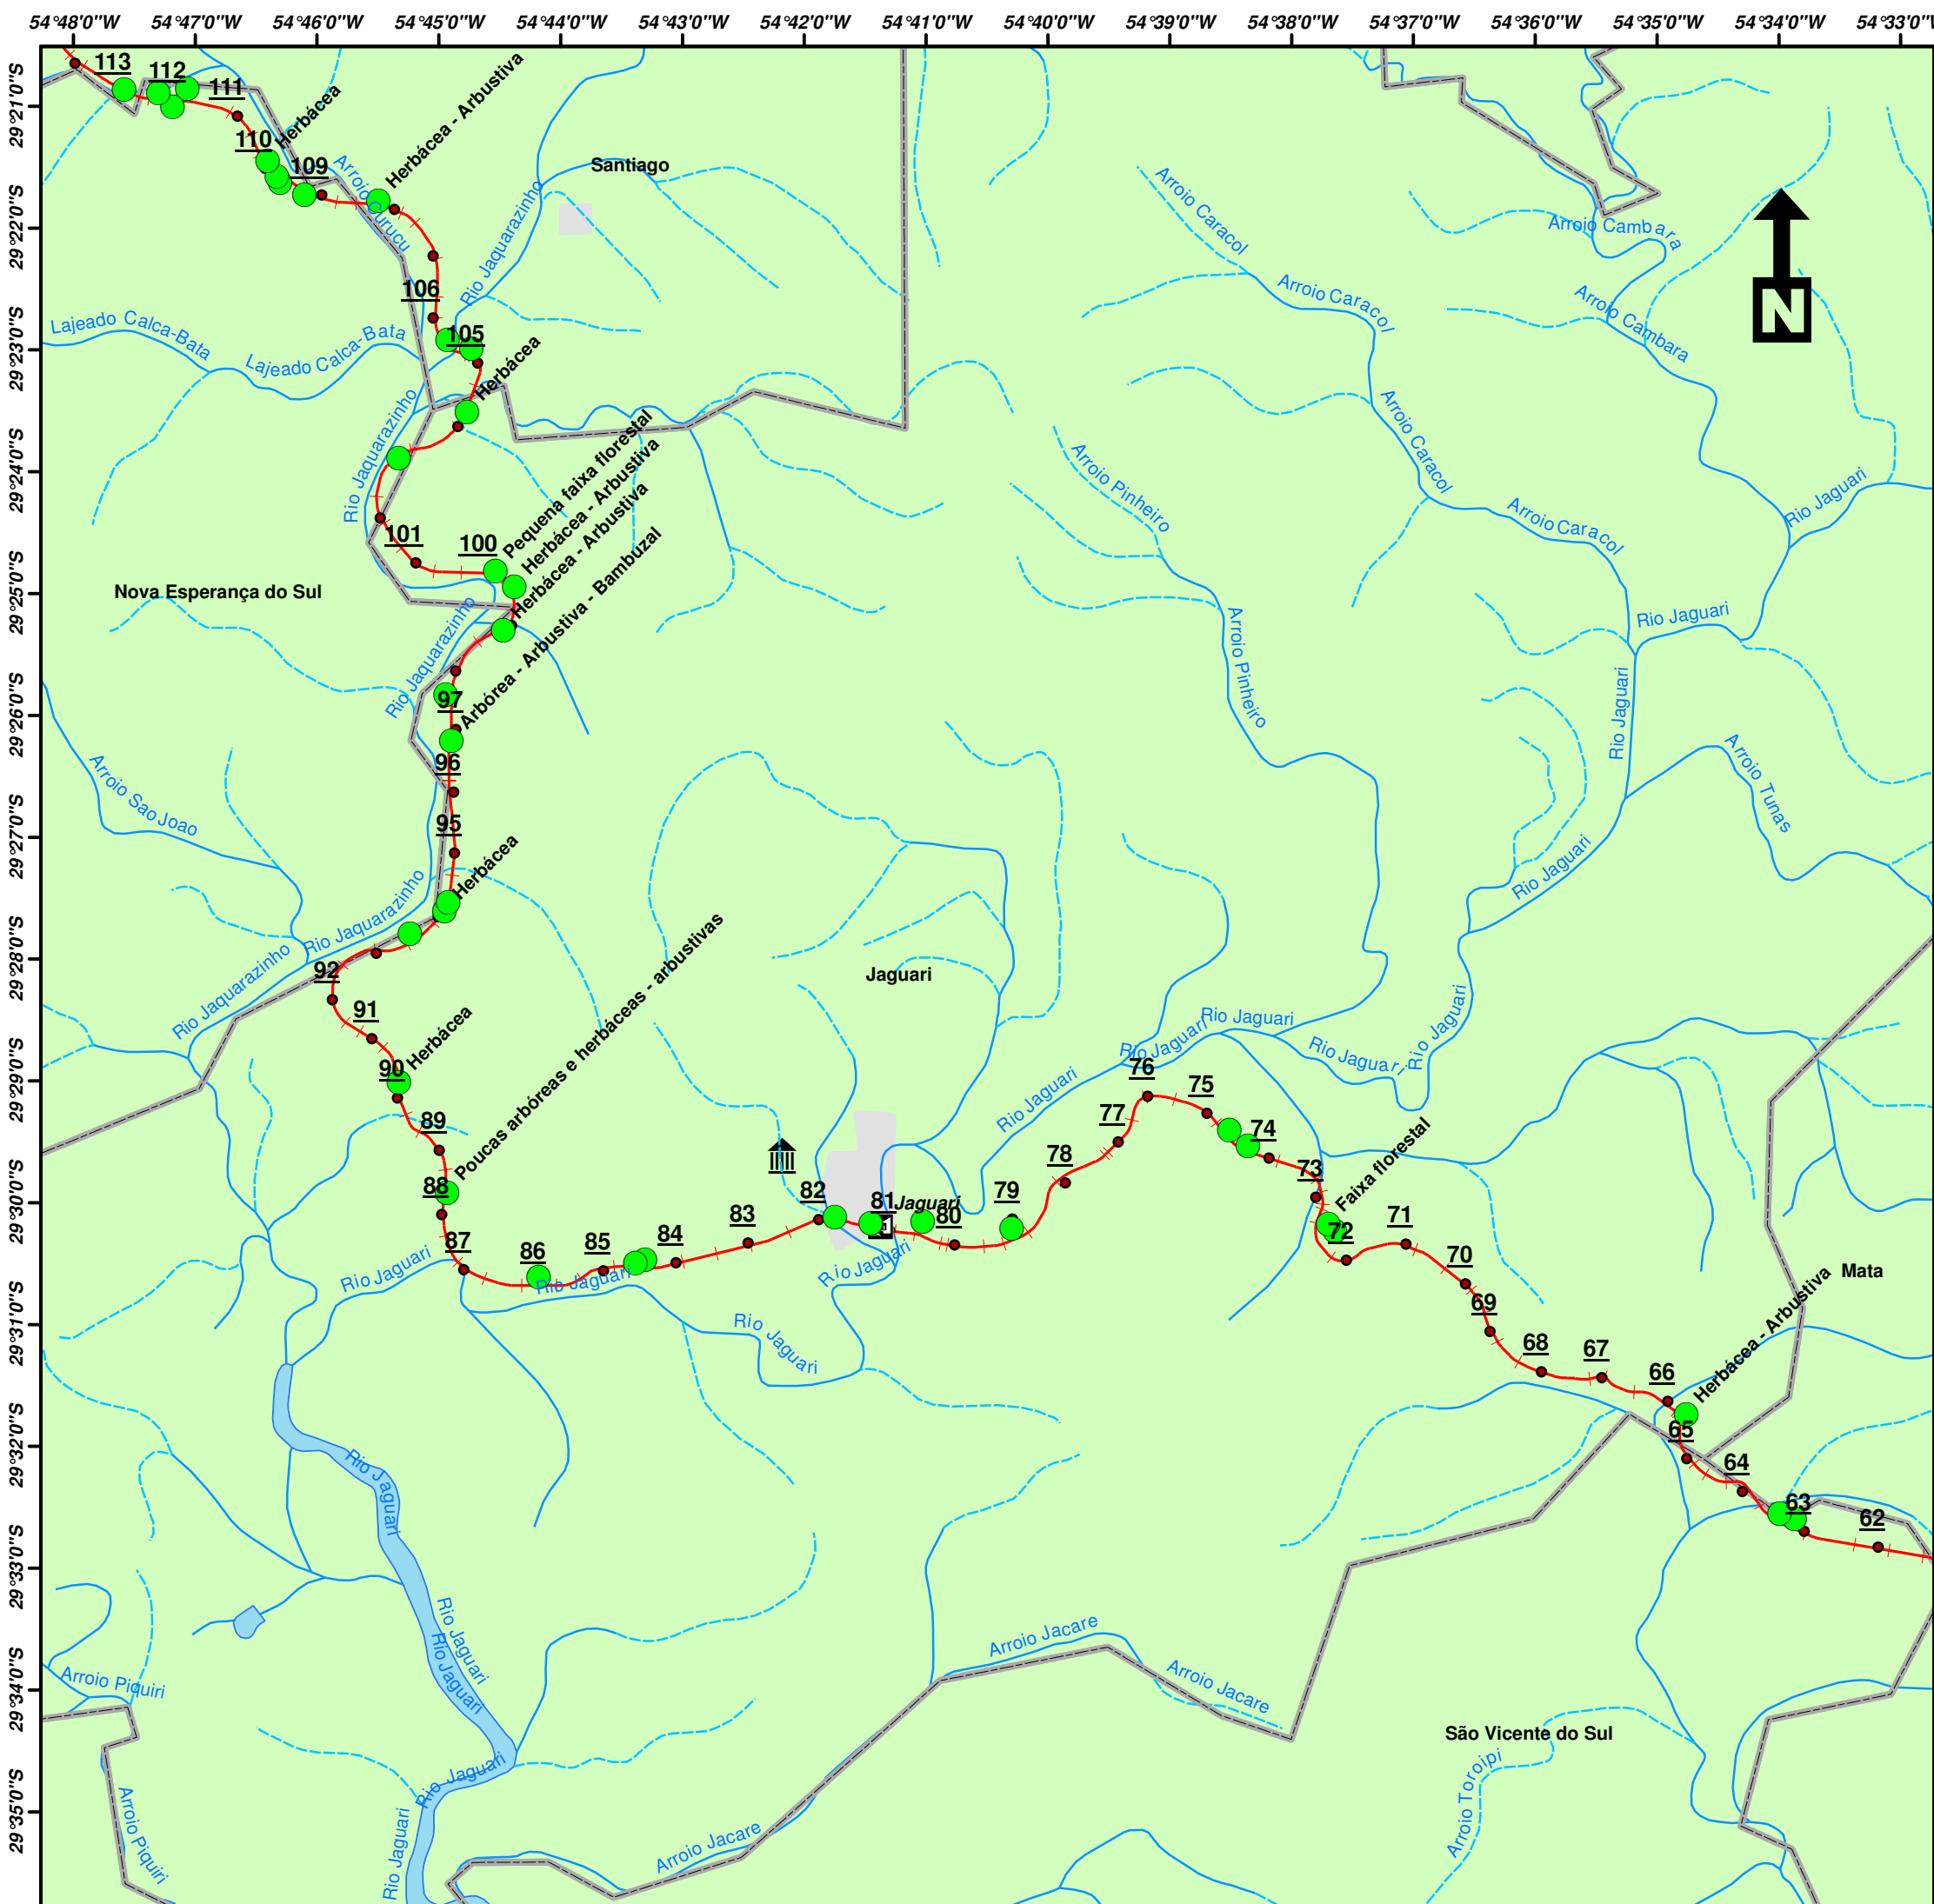 54°48'0"W 54°47'0"W 54°46'0"W 54°45'0"W 54°44'0"W 54°43'0"W 54°42'0"W 54°41'0"W 54°40'0"W 54°39'0"W 54°38'0"W 54°37'0"W 54°36'0"W 54°35'0"W 54°34'0"W 54°33'0"W
29°21'0"S
29°22'0"S
29°23'0"S
29°24'0"S
29°25'0"S
29°26'0"S
29°27'0"S
29°28'0"S
29°29'0"S
29°30'0"S
29°31'0"S
29°32'0"S
29°33'0"S
29°34'0"S
29°35'0"S
113
112
111
110
Herbácea
109
Herbácea - Arbustiva
Arroio Curuçu
Santiago
Rio Jaquarazinho
106
105
Herbácea
Lajeado Calca-Bata
Lajeado Calca-Bata
Rio Jaquarazinho
101
100
Pequena faixa florestal
Herbácea - Arbustiva
Herbácea - Arbustiva
Arbórea - Arbustiva - Bambuzal
Nova Esperança do Sul
Rio Jaquarazinho
97
96
95
Herbácea
Arroio Sao Joao
Rio Jaquarazinho
Rio Jaquarazinho
92
91
90
Herbácea
89
88
Poucas arbóreas e herbáceas - arbustivas
87
86
85
84
83
82
81
Jaguari
80
79
78
77
76
75
74
73
72
Faixa florestal
71
70
69
68
67
66
Herbácea - Arbustiva
65
64
63
62
Arroio Caracol
Arroio Caracol
Arroio Caracol
Arroio Caracol
Arroio Cambara
Arroio Cambara
N
Arroio Pinheiro
Arroio Pinheiro
Rio Jaguari
Rio Jaguari
Rio Jaguari
Arroio Tunas
Rio Jaguari
Rio Jaguari
Rio Jaguari
Rio Jaguari
Rio Jaguari
Rio Jaguari
Jaguari
Rio Jaguari
Rio Jaguari
Rio Jaguari
Rio Jaguari
Mata
Rio Jaguari
Rio Jaguari
Rio Jaguari
Rio Jaguari
Rio Jaguari
Arroio Piquiri
Arroio Piquiri
Arroio Jacare
Arroio Jacare
Arroio Jacare
São Vicente do Sul
Arroio Toroipi